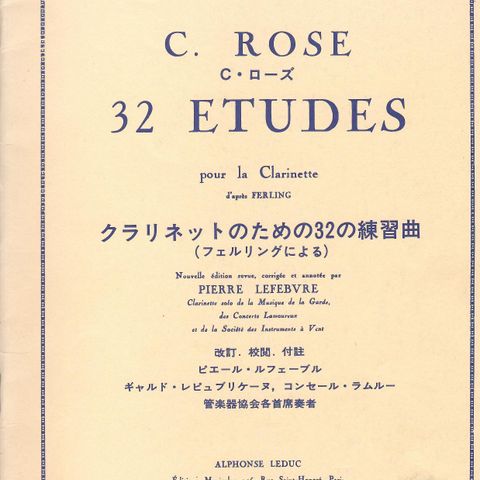 C. ROSE
C・ローズ
32 ETUDES
pour la Clarinette
d'après FERLING
クラリネットのための32の練習曲
(フェルリングによる)
Nouvelle édition revue, corrigée et annotée par
PIERRE LEFEBVRE
Clarinette solo de la Musique de la Garde,
des Concerts Lamoureux
et de la Société des Instruments à Vent
改訂．校閲．付註
ピエール・ルフェーブル
ギャルド・レピュブリケーヌ，コンセール・ラムルー
管楽器協会各首席奏者
ALPHONSE LEDUC